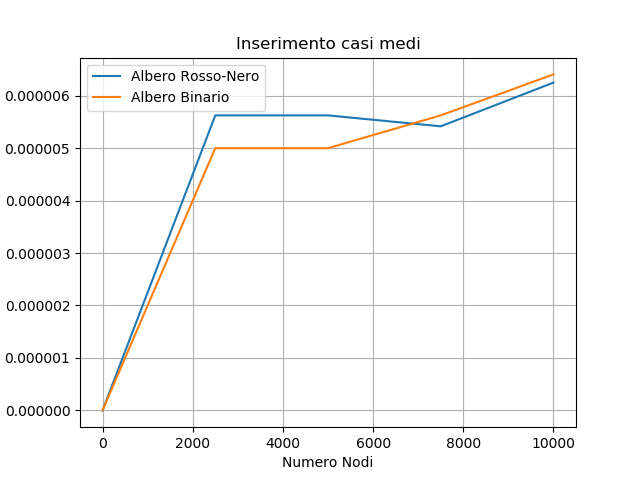 Inserimento casi medi
Albero Rosso-Nero
Albero Binario
0.000006
0.000005
0.000004
0.000003
0.000002
0.000001
0.000000
0 2000 4000 6000 8000 10000
Numero Nodi